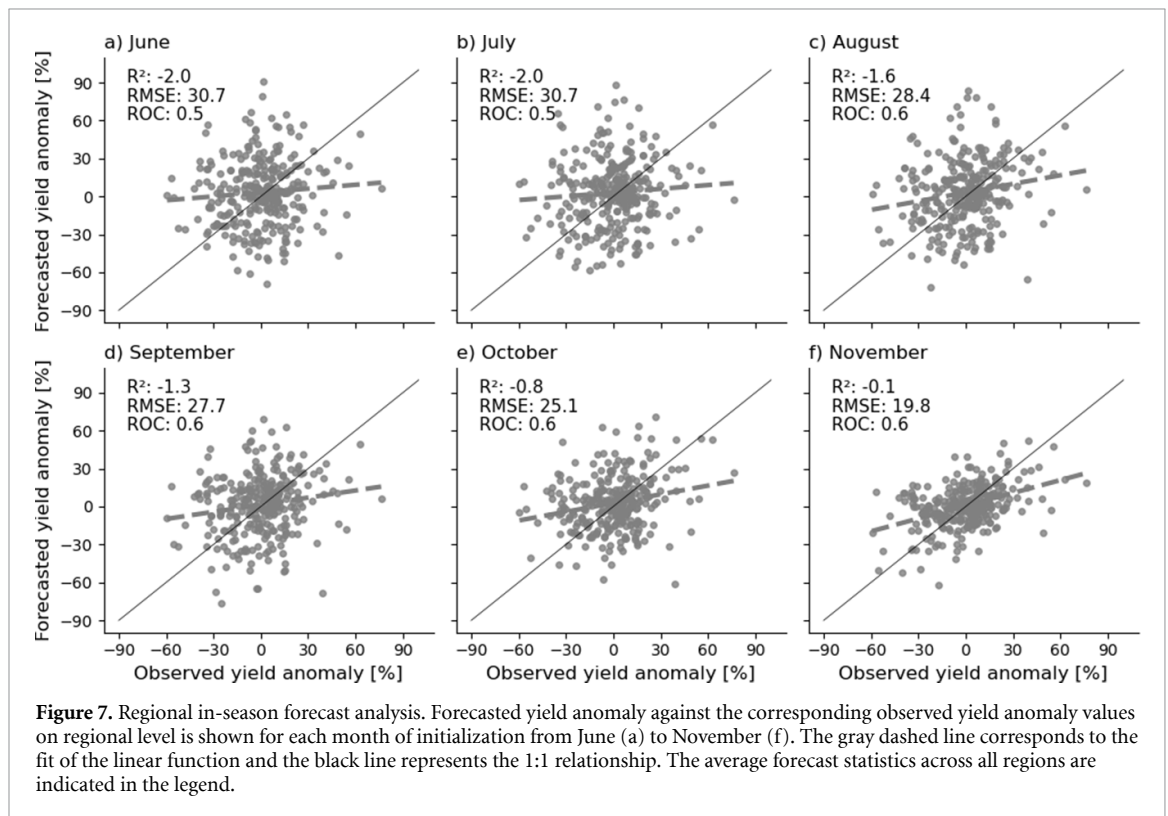 a) June
R²: -2.0
RMSE: 30.7
ROC: 0.5
b) July
R²: -2.0
RMSE: 30.7
ROC: 0.5
c) August
R²: -1.6
RMSE: 28.4
ROC: 0.6
Forecasted yield anomaly [%]
90
60
30
0
−30
−60
−90
d) September
R²: -1.3
RMSE: 27.7
ROC: 0.6
e) October
R²: -0.8
RMSE: 25.1
ROC: 0.6
f) November
R²: -0.1
RMSE: 19.8
ROC: 0.6
Forecasted yield anomaly [%]
90
60
30
0
−30
−60
−90
−90 −60 −30 0 30 60 90
−90 −60 −30 0 30 60 90
−90 −60 −30 0 30 60 90
Observed yield anomaly [%]
Observed yield anomaly [%]
Observed yield anomaly [%]
Figure 7. Regional in-season forecast analysis. Forecasted yield anomaly against the corresponding observed yield anomaly values
on regional level is shown for each month of initialization from June (a) to November (f). The gray dashed line corresponds to the
fit of the linear function and the black line represents the 1:1 relationship. The average forecast statistics across all regions are
indicated in the legend.